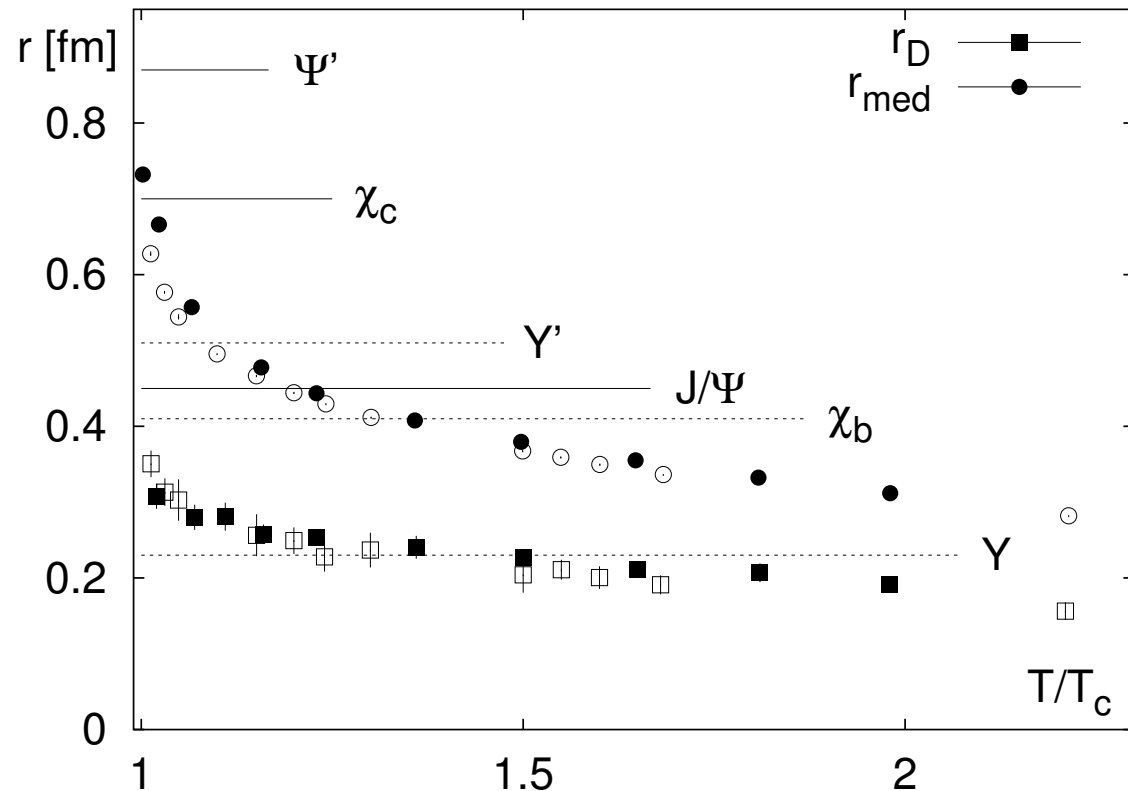 r [fm]
r_D
Ψ'
r_med
0.8
χ_c
0.6
Y'
J/Ψ
0.4
χ_b
Y
0.2
T/T_c
0
1
1.5
2